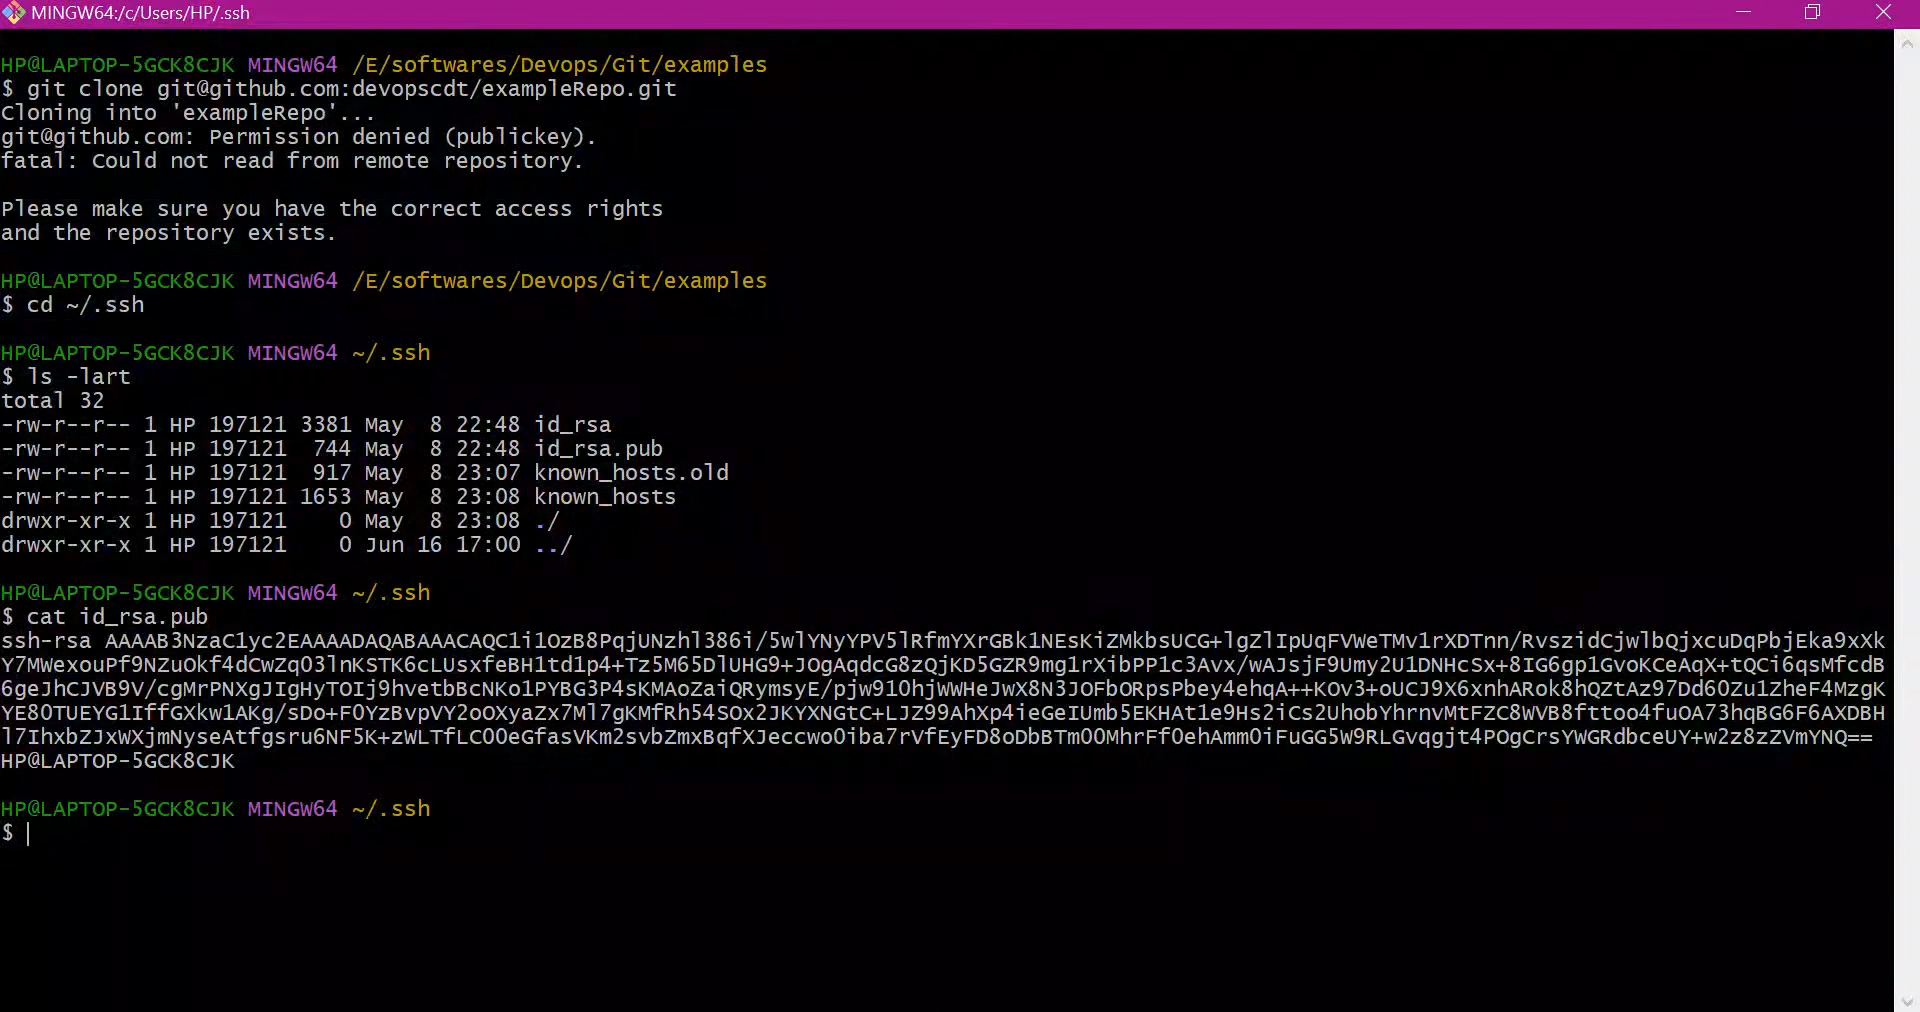 MINGW64:/c/Users/HP/.ssh
HP@LAPTOP-5GCK8CJK MINGW64 /E/softwares/Devops/Git/examples
$ git clone git@github.com:devopscdt/exampleRepo.git
Cloning into 'exampleRepo'...
git@github.com: Permission denied (publickey).
fatal: Could not read from remote repository.
Please make sure you have the correct access rights
and the repository exists.
HP@LAPTOP-5GCK8CJK MINGW64 /E/softwares/Devops/Git/examples
$ cd ~/.ssh
HP@LAPTOP-5GCK8CJK MINGW64 ~/.ssh
$ ls -lart
total 32
-rw-r--r-- 1 HP 197121 3381 May  8 22:48 id_rsa
-rw-r--r-- 1 HP 197121  744 May  8 22:48 id_rsa.pub
-rw-r--r-- 1 HP 197121  917 May  8 23:07 known_hosts.old
-rw-r--r-- 1 HP 197121 1653 May  8 23:08 known_hosts
drwxr-xr-x 1 HP 197121    0 May  8 23:08 ./
drwxr-xr-x 1 HP 197121    0 Jun 16 17:00 ../
HP@LAPTOP-5GCK8CJK MINGW64 ~/.ssh
$ cat id_rsa.pub
ssh-rsa AAAAB3NzaC1yc2EAAAADAQABAAACAQC1i1OzB8PqjUNzhl386i/5wlYNyYPV5lRfmYXrGBk1NEsKiZMkbsUCG+lgZlIpUqFVWeTMv1rXDTnn/RvszidCjwlbQjxcuDqPbjEka9xXk
Y7MWexouPf9NZuOkf4dCwZqO3lnKSTK6cLUsxfeBH1td1p4+Tz5M65DlUHG9+JOgAqdcG8zQjKD5GZR9mg1rXibPP1c3Avx/wAJsjF9Umy2U1DNHcSx+8IG6gp1GvoKCeAqX+tQCi6qsMfcdB
6geJhCJVB9V/cgMrPNXgJIgHyTOIj9hvetbBcNKo1PYBG3P4sKMAoZaiQRymsyE/pjw91OhjWWHeJwX8N3JOFbORpsPbey4ehqA++KOv3+oUCJ9X6xnhARok8hQZtAz97Dd6OZu1ZheF4MzgK
YE8OTUEYG1IffGXkw1AKg/sDo+F0YzBvpVY2oOXyaZx7Ml7gKMfRh54SOx2JKYXNGtC+LJZ99AhXp4ieGeIUmb5EKHAt1e9Hs2iCs2UhobYhrnvMtFZC8WVB8fttoo4fuOA73hqBG6F6AXDBH
l7IhxbZJxWXjmNyseAtfgsru6NF5K+zWLTfLC0OeGfasVKm2svbZmxBqfXJeccwoOiba7rVfEyFD8oDbBTm0OMhrFfOehAmmOiFuGG5W9RLGvqgjt4POgCrsYWGRdbceUY+w2z8zZVmYNQ==
HP@LAPTOP-5GCK8CJK
HP@LAPTOP-5GCK8CJK MINGW64 ~/.ssh
$